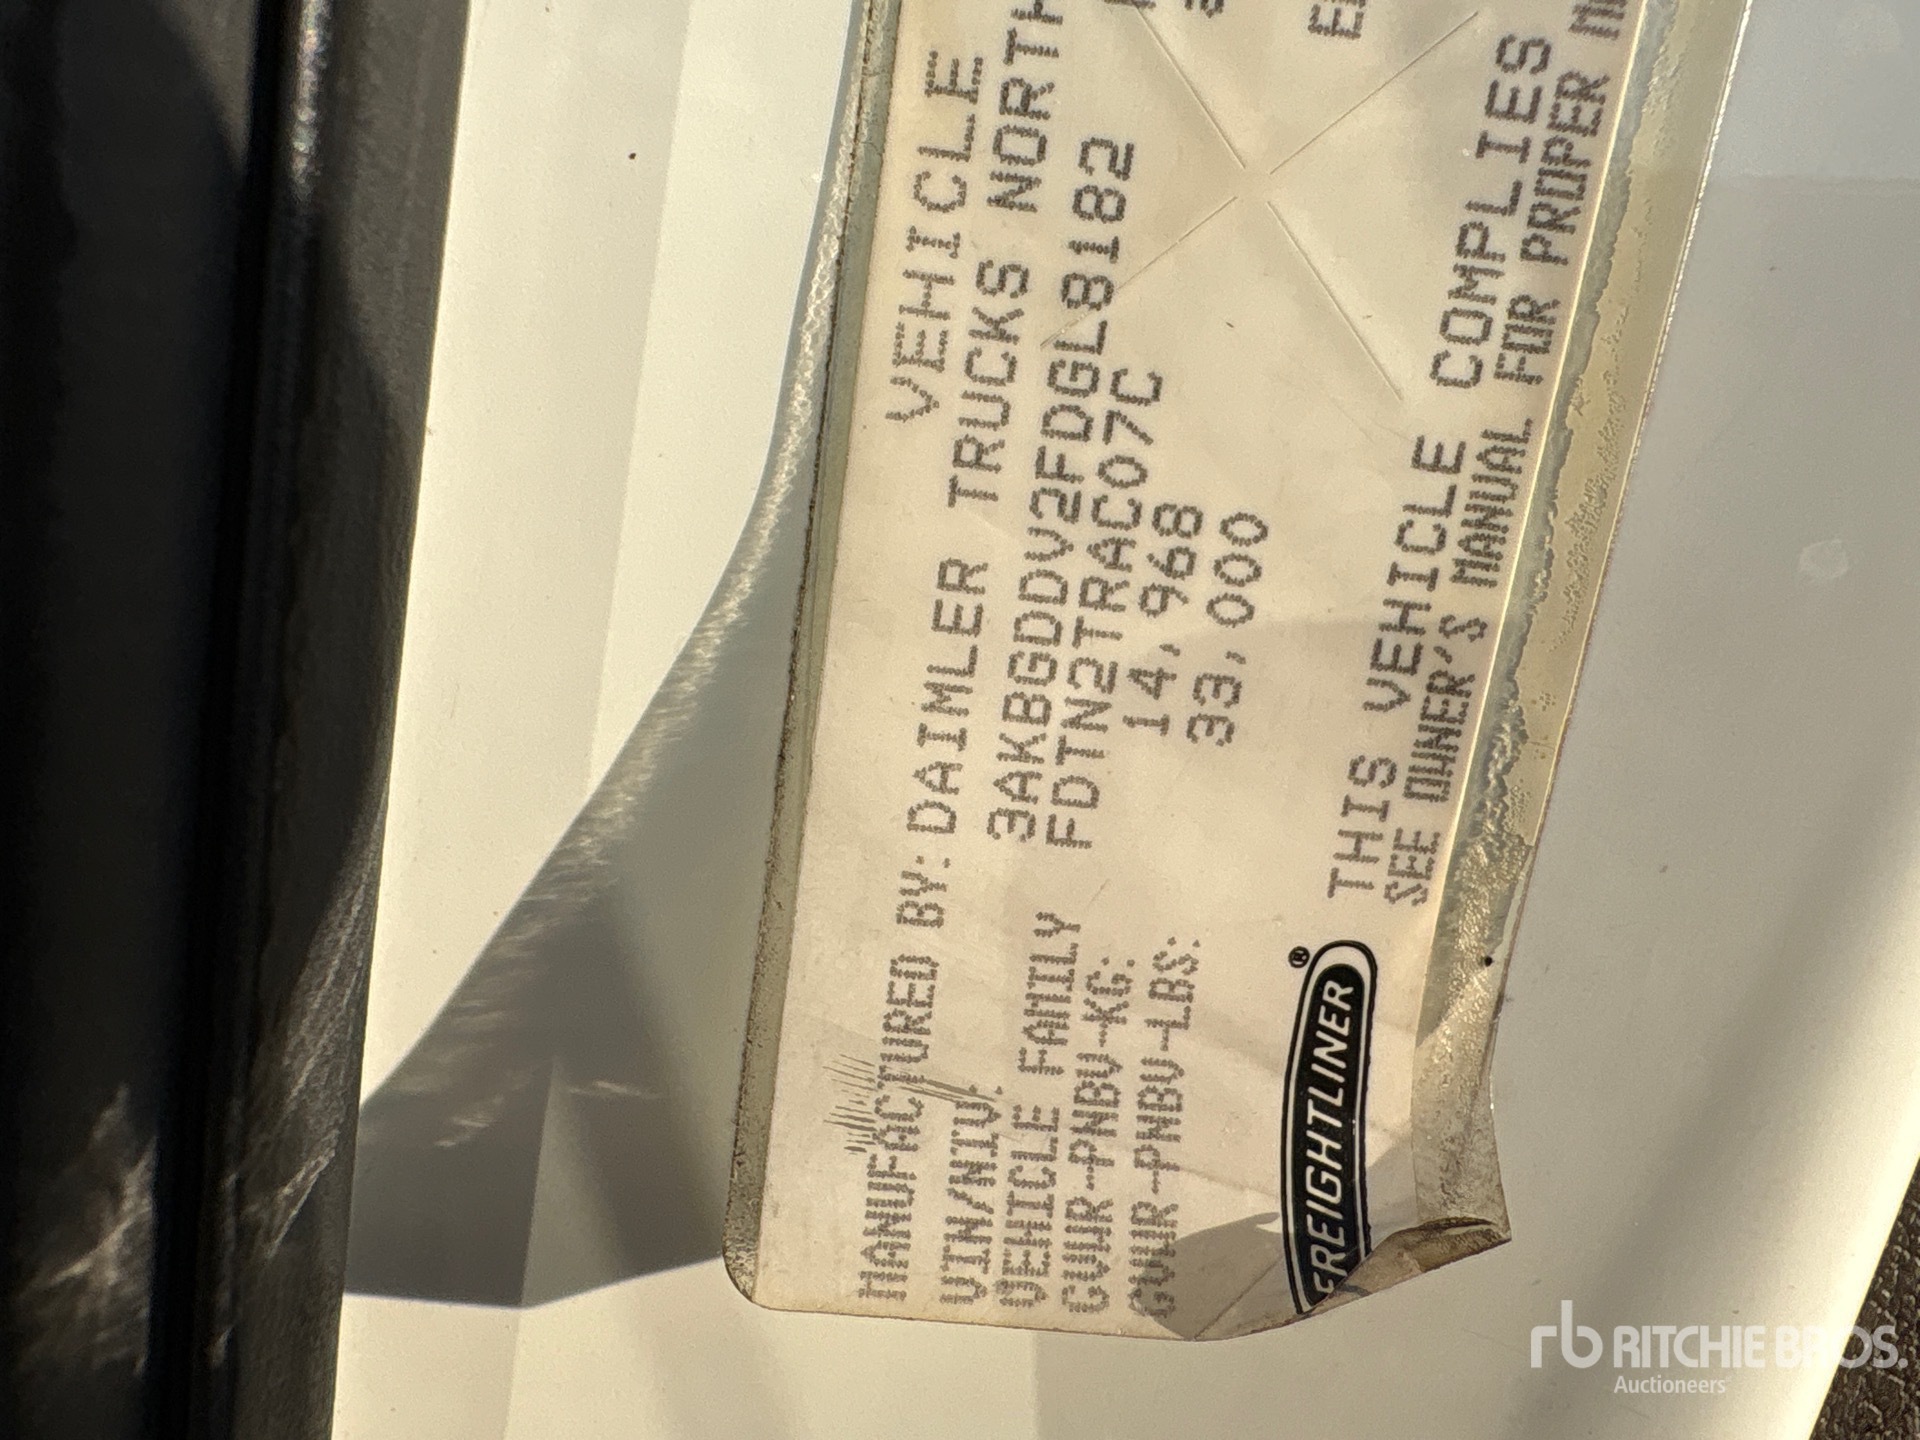 VEHICLE
MANUFACTURED BY: DAIMLER TRUCKS NORTH
VIN/NIV: 3AKBGDDV2FDGL8182
VEHICLE FAMILY FDTN2TRAC07C
GVWR-PNBV-KG: 14,968
GVWR-PNBV-LBS: 33,000
THIS VEHICLE COMPLIES
SEE OWNER'S MANUAL FOR PROPER
FREIGHTLINER®
rb RITCHIE BROS.
Auctioneers